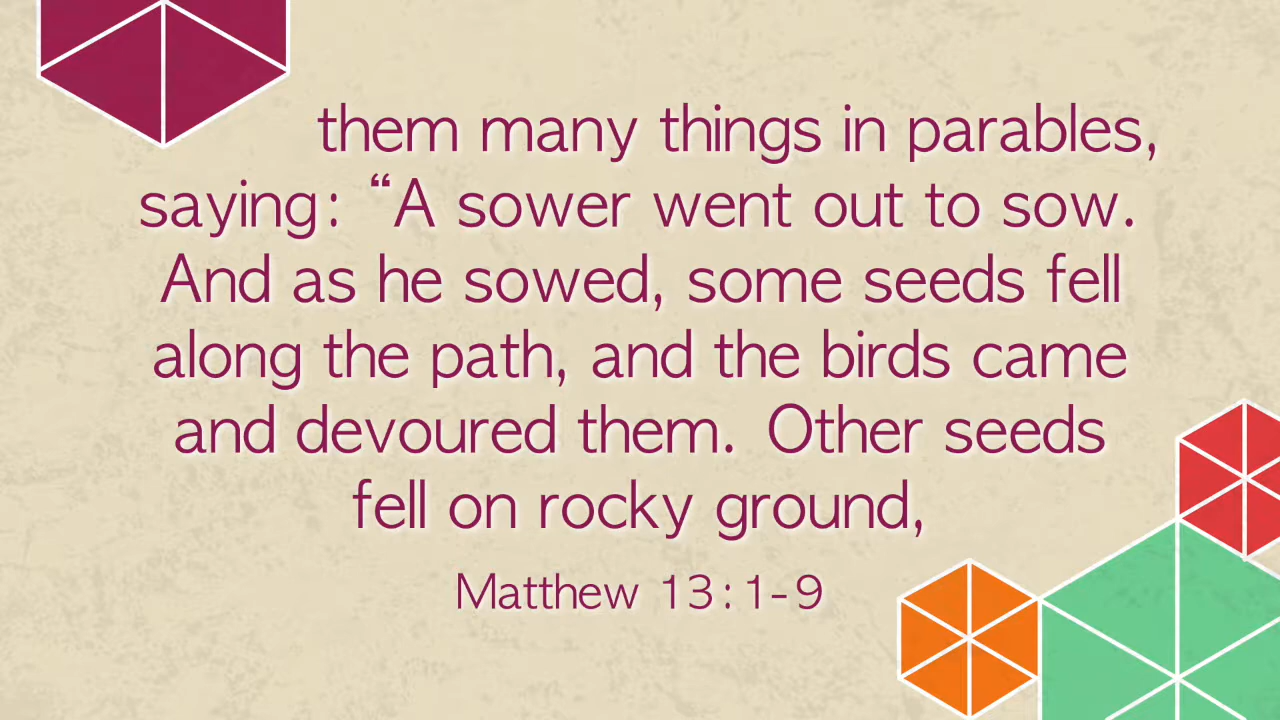 them many things in parables,
saying: “A sower went out to sow.
And as he sowed, some seeds fell
along the path, and the birds came
and devoured them. Other seeds
fell on rocky ground,
Matthew 13:1-9